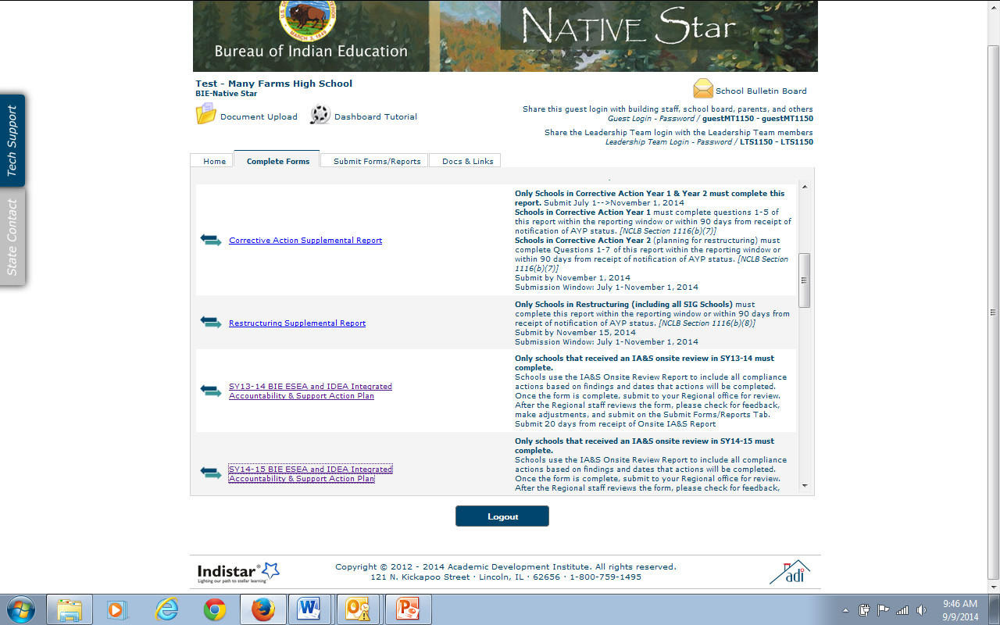 NATIVE Star
MARCH 3, 1849
Bureau of Indian Education
Test - Many Farms High School
BIE-Native Star
School Bulletin Board
Document Upload
Dashboard Tutorial
Share this guest login with building staff, school board, parents, and others
Guest Login - Password / guestMT1150 - guestMT1150
Share the Leadership Team login with the Leadership Team members
Leadership Team Login - Password / LTS1150 - LTS1150
Tech Support
State Contact
Home
Complete Forms
Submit Forms/Reports
Docs & Links
Corrective Action Supplemental Report
Only Schools in Corrective Action Year 1 & Year 2 must complete this
report. Submit July 1-->November 1, 2014
Schools in Corrective Action Year 1 must complete questions 1-5 of
this report within the reporting window or within 90 days from receipt of
notification of AYP status. [NCLB Section 1116(b)(7)]
Schools in Corrective Action Year 2 (planning for restructuring) must
complete Questions 1-7 of this report within the reporting window or
within 90 days from receipt of notification of AYP status. [NCLB Section
1116(b)(7)]
Submit by November 1, 2014
Submission Window: July 1-November 1, 2014
Restructuring Supplemental Report
Only Schools in Restructuring (including all SIG Schools) must
complete this report within the reporting window or within 90 days from
receipt of notification of AYP status. [NCLB Section 1116(b)(8)]
Submit by November 15, 2014
Submission Window: July 1-November 1, 2014
SY13-14 BIE ESEA and IDEA Integrated
Accountability & Support Action Plan
Only schools that received an IA&S onsite review in SY13-14 must
complete.
Schools use the IA&S Onsite Review Report to include all compliance
actions based on findings and dates that actions will be completed.
Once the form is complete, submit to your Regional office for review.
After the Regional staff reviews the form, please check for feedback,
make adjustments, and submit on the Submit Forms/Reports Tab.
Submit 20 days from receipt of Onsite IA&S Report
SY14-15 BIE ESEA and IDEA Integrated
Accountability & Support Action Plan
Only schools that received an IA&S onsite review in SY14-15 must
complete.
Schools use the IA&S Onsite Review Report to include all compliance
actions based on findings and dates that actions will be completed.
Once the form is complete, submit to your Regional office for review.
After the Regional staff reviews the form, please check for feedback,
Logout
Indistar®
Lighting our path to stellar learning
Copyright © 2012 - 2014 Academic Development Institute. All rights reserved.
121 N. Kickapoo Street · Lincoln, IL · 62656 · 1-800-759-1495
adi
9:46 AM
9/9/2014